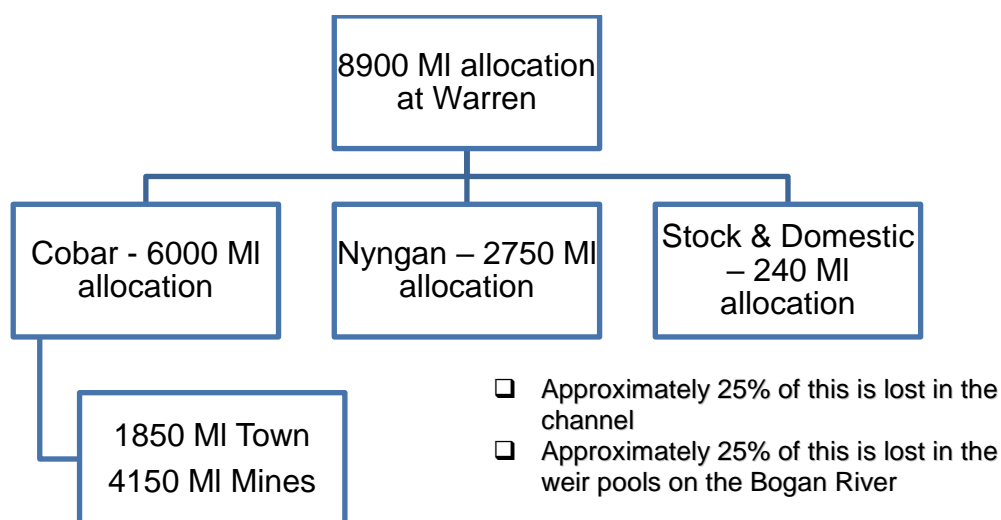 8900 Ml allocation
at Warren
Cobar - 6000 Ml
allocation
Nyngan – 2750 Ml
allocation
Stock & Domestic
– 240 Ml
allocation
1850 Ml Town
4150 Ml Mines
❑ Approximately 25% of this is lost in the
channel
❑ Approximately 25% of this is lost in the
weir pools on the Bogan River